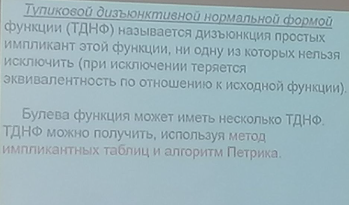 Тупиковой дизъюнктивной нормальной формой
функции (ТДНФ) называется дизъюнкция простых
импликант этой функции, ни одну из которых нельзя
исключить (при исключении теряется
эквивалентность по отношению к исходной функции).
Булева функция может иметь несколько ТДНФ.
ТДНФ можно получить, используя метод
импликантных таблиц и алгоритм Петрика.